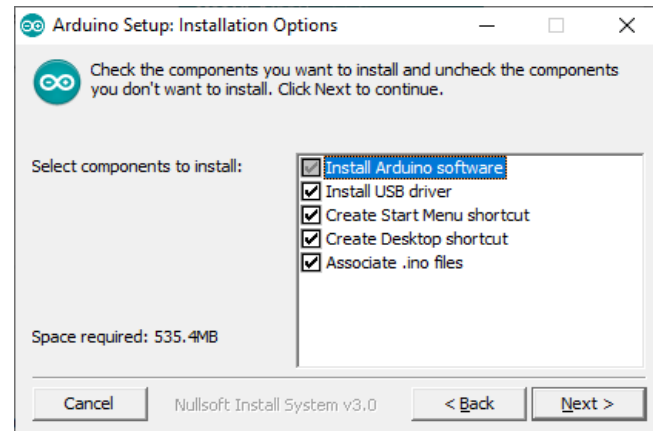 Arduino Setup: Installation Options
Check the components you want to install and uncheck the components
you don't want to install. Click Next to continue.
Select components to install:
Install Arduino software
Install USB driver
Create Start Menu shortcut
Create Desktop shortcut
Associate .ino files
Space required: 535.4MB
Cancel
Nullsoft Install System v3.0
< Back
Next >